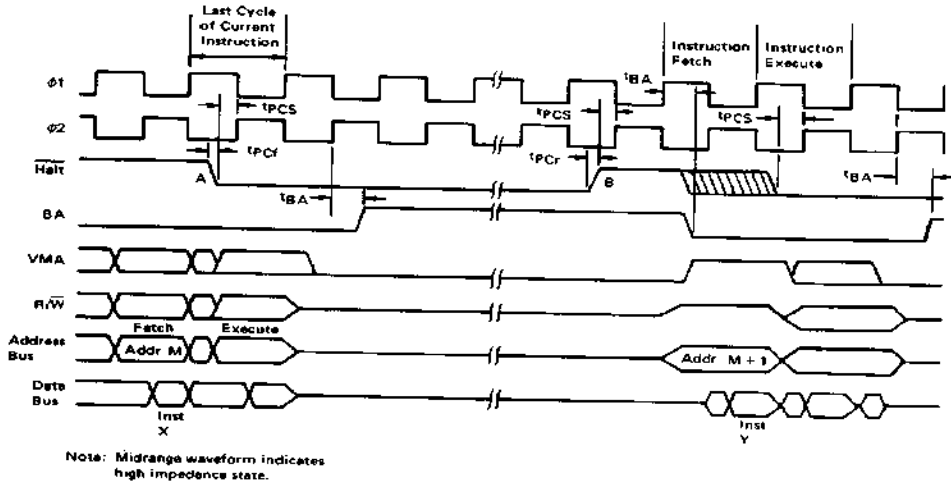 Last Cycle
of Current
Instruction
Instruction
Fetch
Instruction
Execute
ϕ1
tBA
tPCS
tPCS
tPCS
ϕ2
tPCf
tPCr
Halt
A
B
tBA
tBA
BA
VMA
R/W
Fetch
Execute
Address
Bus
Addr M
Addr M + 1
Data
Bus
Inst
X
Inst
Y
Note: Midrange waveform indicates
high impedance state.